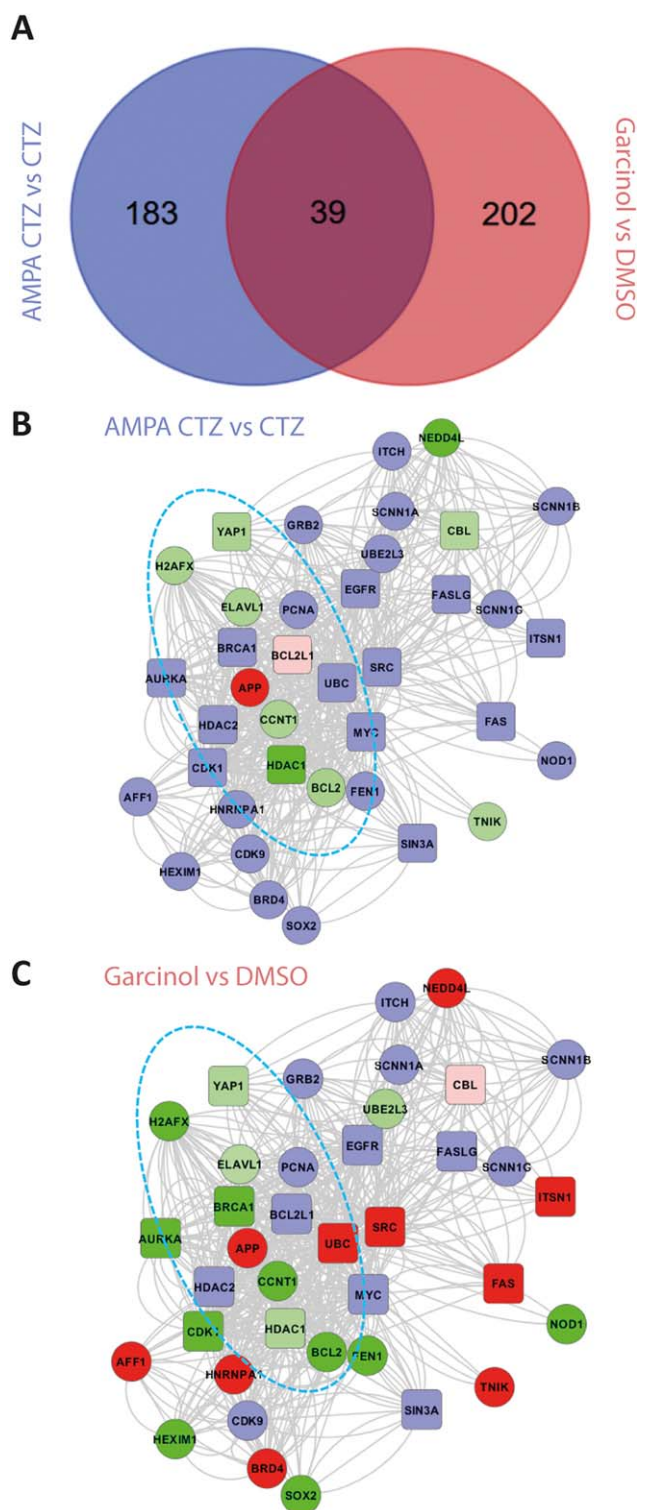 A
AMPA CTZ vs CTZ
183
39
202
Garcinol vs DMSO
B
AMPA CTZ vs CTZ
NEDD4L
ITCH
SCNN1A
SCNN1B
YAP1
GRB2
CBL
UBE2L3
H2AFX
EGFR
FASLG
ELAVL1
PCNA
SCNN1G
ITSN1
BRCA1
BCL2L1
SRC
AURKA
APP
UBC
HDAC2
CCNT1
MYC
FAS
CDK1
HDAC1
NOD1
BCL2
FEN1
AFF1
HNRNPA1
TNIK
SIN3A
CDK9
HEXIM1
BRD4
SOX2
C
Garcinol vs DMSO
NEDD4L
ITCH
SCNN1A
SCNN1B
YAP1
GRB2
CBL
UBE2L3
H2AFX
EGFR
FASLG
ELAVL1
PCNA
SCNN1G
ITSN1
BRCA1
BCL2L1
SRC
AURKA
APP
UBC
HDAC2
CCNT1
MYC
FAS
CDK1
HDAC1
NOD1
BCL2
FEN1
AFF1
HNRNPA1
TNIK
SIN3A
CDK9
HEXIM1
BRD4
SOX2